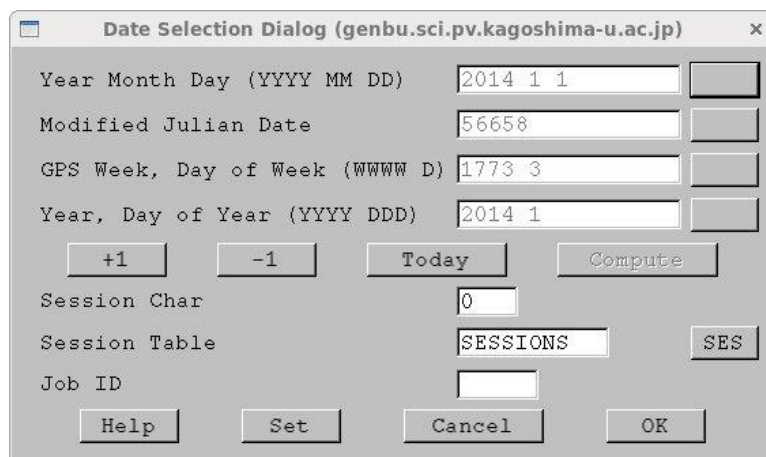 Date Selection Dialog (genbu.sci.pv.kagoshima-u.ac.jp) ×
Year Month Day (YYYY MM DD) 2014 1 1
Modified Julian Date 56658
GPS Week, Day of Week (WWWW D) 1773 3
Year, Day of Year (YYYY DDD) 2014 1
+1 -1 Today Compute
Session Char 0
Session Table SESSIONS SES
Job ID
Help Set Cancel OK